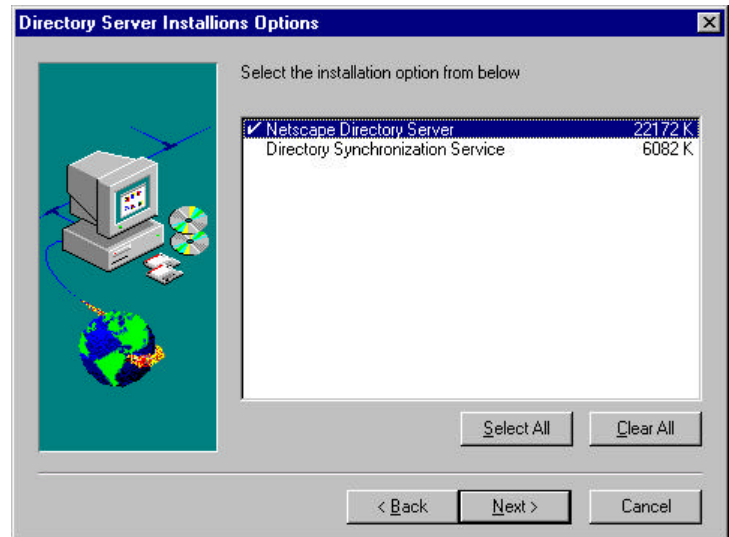 Directory Server Installions Options
Select the installation option from below
Netscape Directory Server 22172 K
Directory Synchronization Service 6082 K
Select All Clear All
< Back Next > Cancel